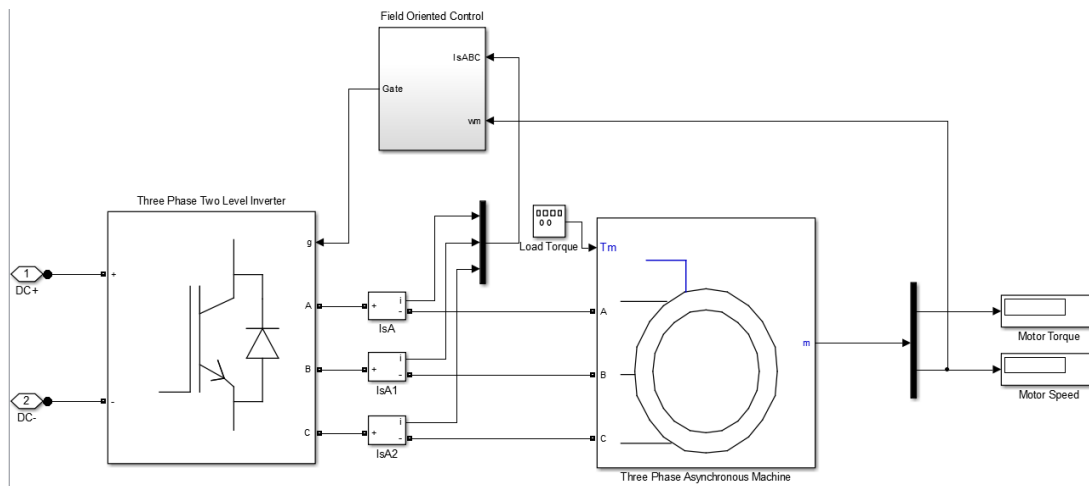 Field Oriented Control
IsABC
Gate
wm
Three Phase Two Level Inverter
g
0 0
Load Torque
Tm
1
+
DC+
A
+
i
-
IsA
A
m
Motor Torque
B
+
i
-
IsA1
B
Motor Speed
2
-
DC-
C
+
i
-
IsA2
C
Three Phase Asynchronous Machine